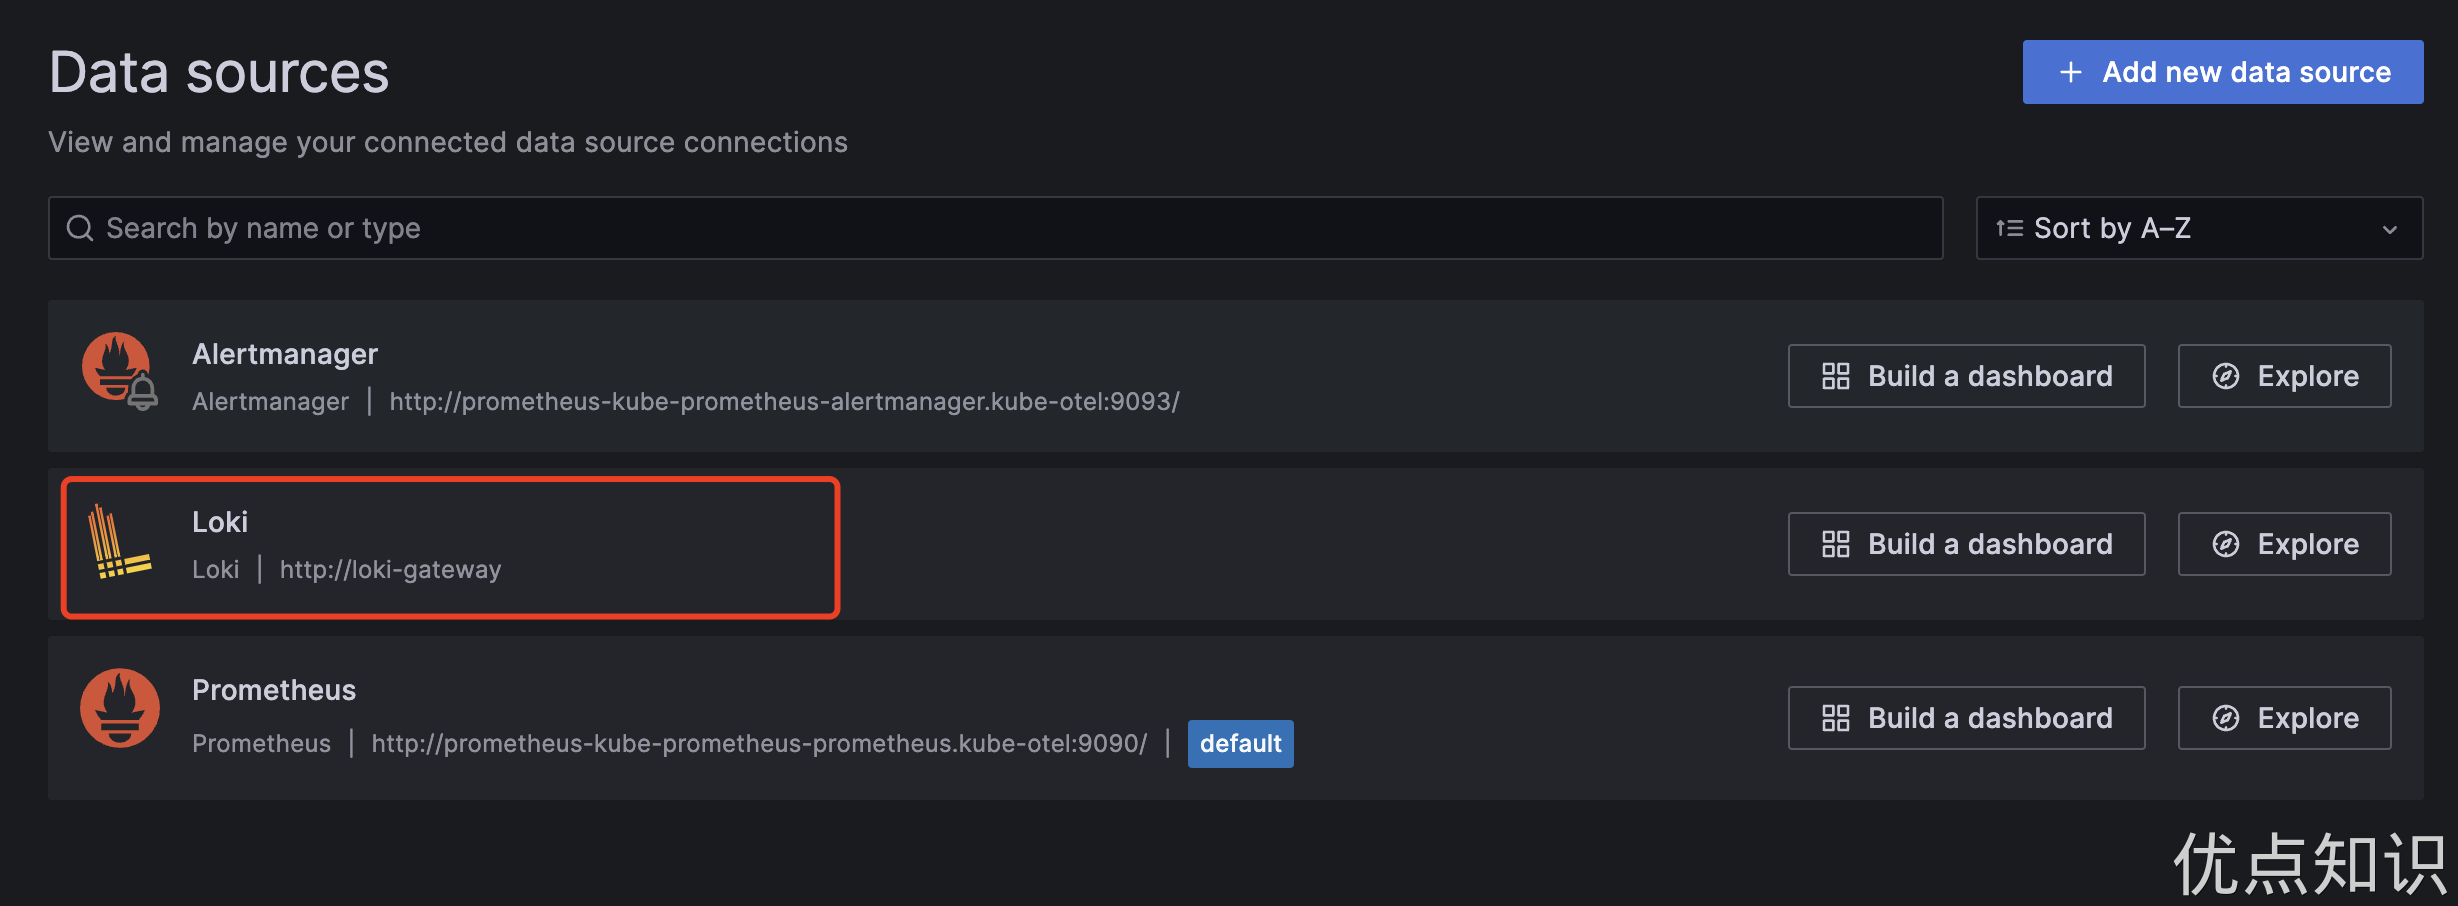 Data sources
+ Add new data source
View and manage your connected data source connections
Search by name or type
Sort by A–Z
Alertmanager
Alertmanager | http://prometheus-kube-prometheus-alertmanager.kube-otel:9093/
Build a dashboard
Explore
Loki
Loki | http://loki-gateway
Build a dashboard
Explore
Prometheus
Prometheus | http://prometheus-kube-prometheus-prometheus.kube-otel:9090/ | default
Build a dashboard
Explore
优点知识